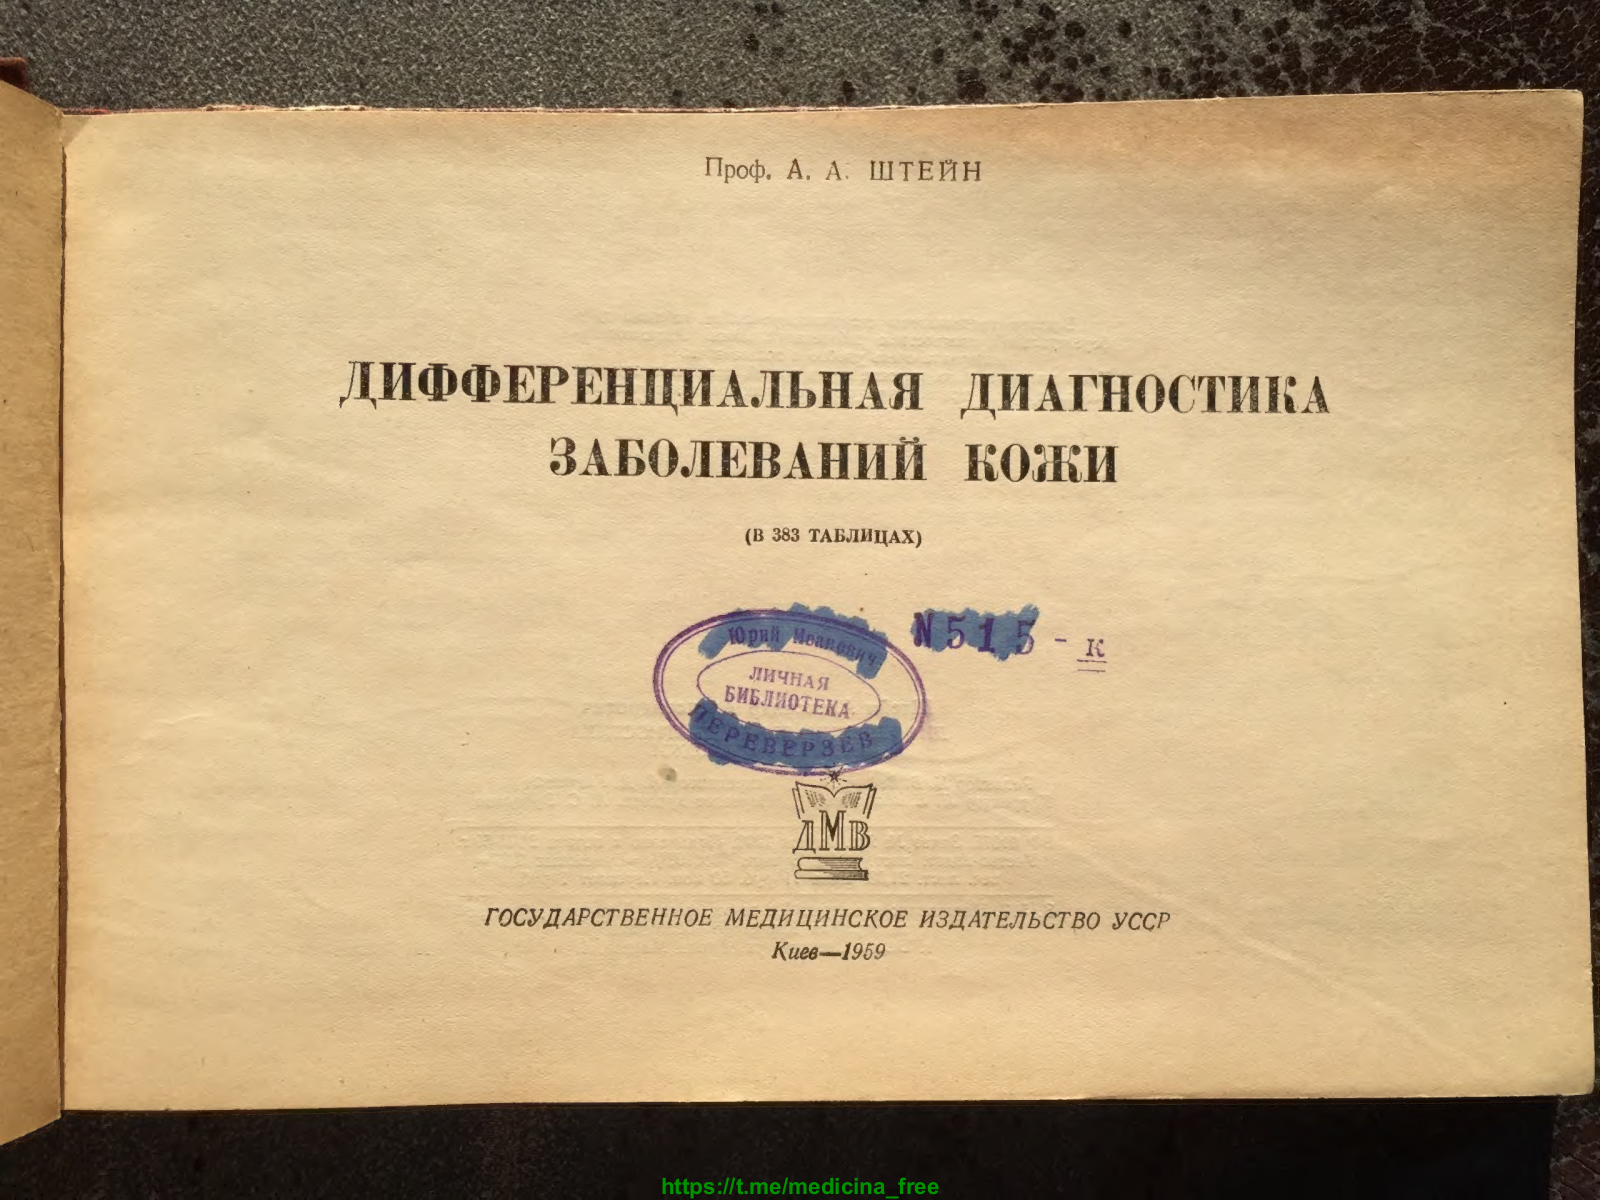 Проф. А. А. ШТЕЙН
ДИФФЕРЕНЦИАЛЬНАЯ ДИАГНОСТИКА
ЗАБОЛЕВАНИЙ КОЖИ
(В 383 ТАБЛИЦАХ)
Юрий Иванович
ЛИЧНАЯ
БИБЛИОТЕКА
ПЕРЕВЕРЗЕВ
N515 - к
ДМВ
ГОСУДАРСТВЕННОЕ МЕДИЦИНСКОЕ ИЗДАТЕЛЬСТВО УССР
Киев—1959
https://t.me/medicina_free